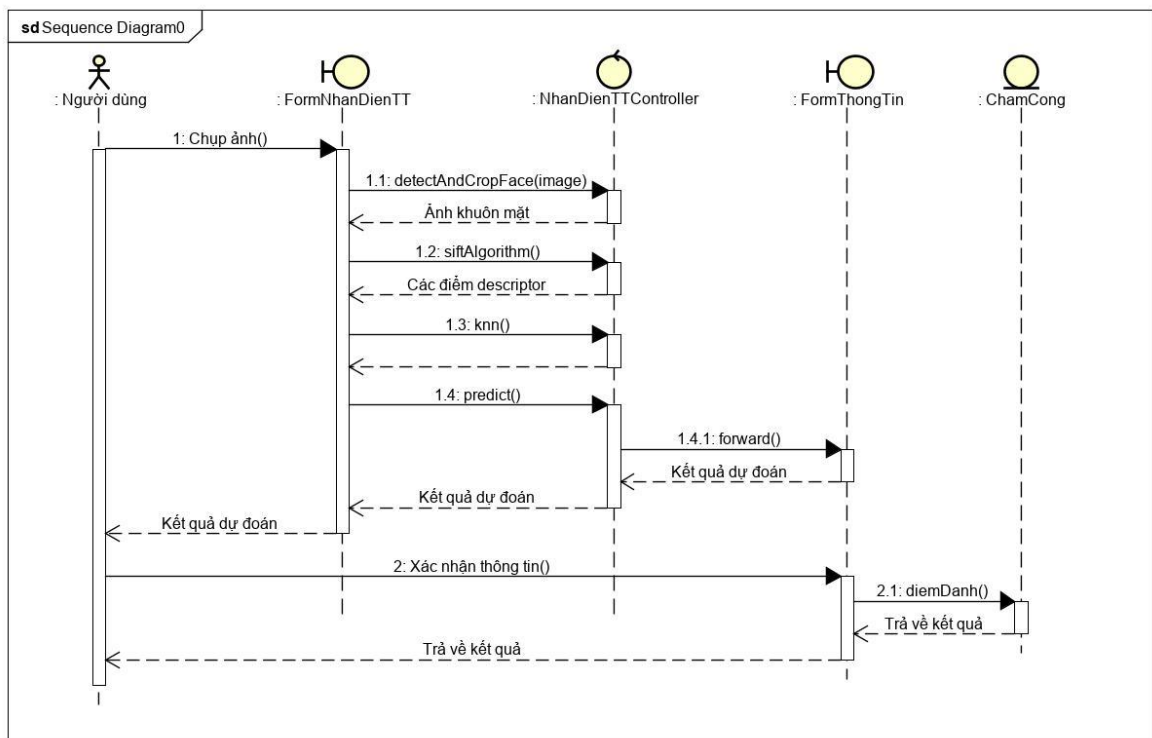 sd Sequence Diagram0
: Người dùng
: FormNhanDienTT
: NhanDienTTController
: FormThongTin
: ChamCong
1: Chụp ảnh()
1.1: detectAndCropFace(image)
Ảnh khuôn mặt
1.2: siftAlgorithm()
Các điểm descriptor
1.3: knn()
1.4: predict()
1.4.1: forward()
Kết quả dự đoán
Kết quả dự đoán
Kết quả dự đoán
2: Xác nhận thông tin()
2.1: diemDanh()
Trả về kết quả
Trả về kết quả